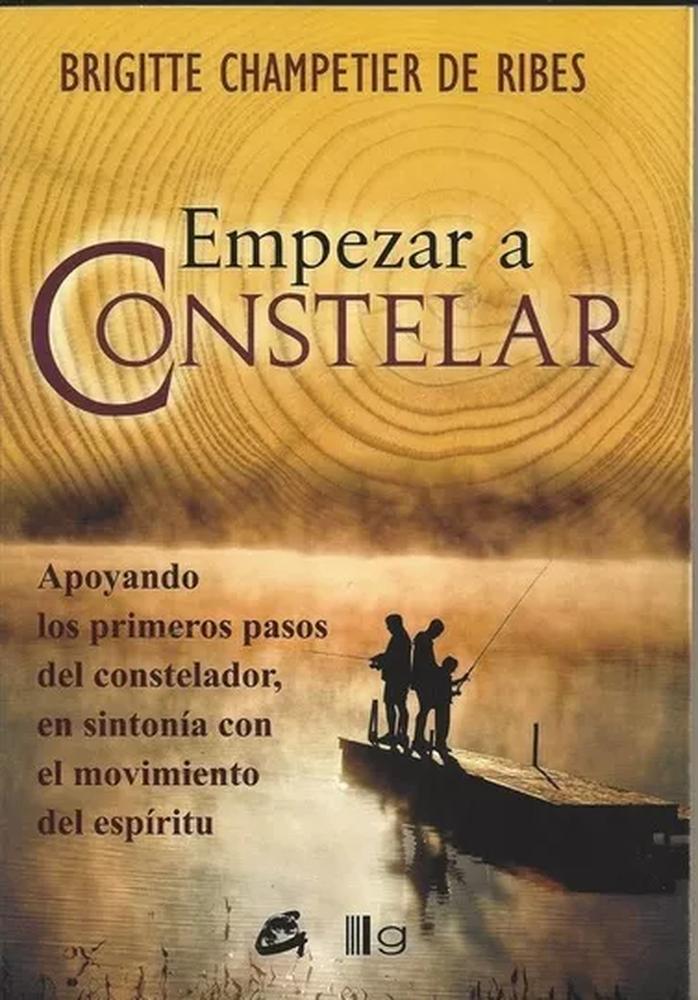 BRIGITTE CHAMPETIER DE RIBES
Empezar a
CONSTELAR
Apoyando
los primeros pasos
del constelador,
en sintonía con
el movimiento
del espíritu
g